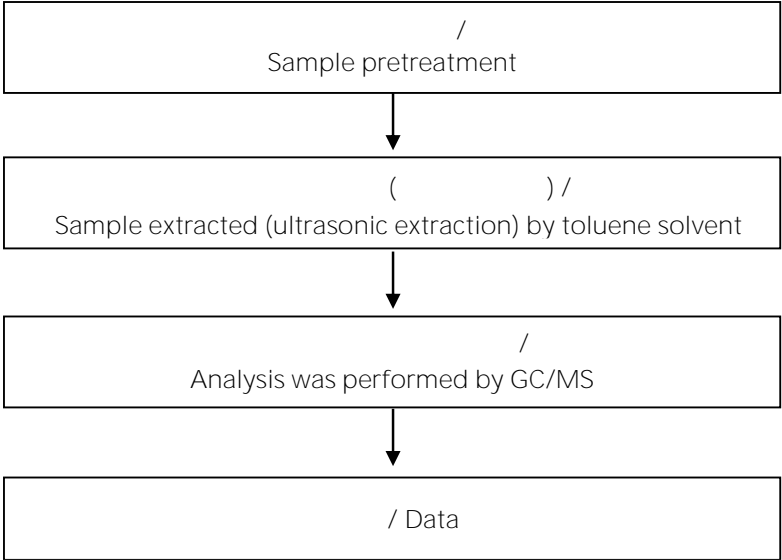 /
Sample pretreatment
( ) /
Sample extracted (ultrasonic extraction) by toluene solvent
/
Analysis was performed by GC/MS
/ Data